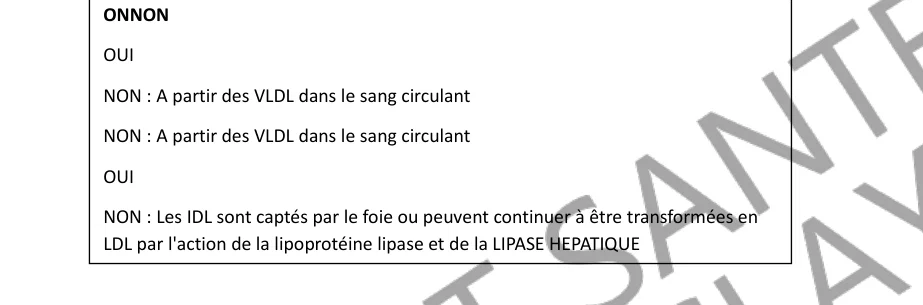 ONNON
OUI
NON : A partir des VLDL dans le sang circulant
NON : A partir des VLDL dans le sang circulant
OUI
NON : Les IDL sont captés par le foie ou peuvent continuer à être transformées en
LDL par l'action de la lipoprotéine lipase et de la LIPASE HEPATIQUE
SANTE